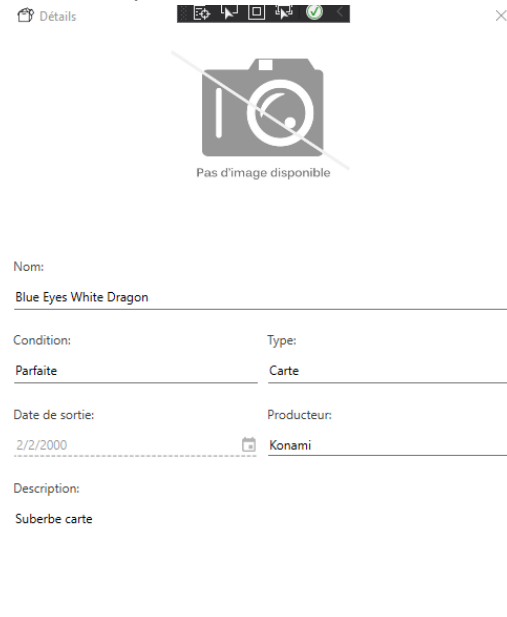 Détails
Pas d'image disponible
Nom:
Blue Eyes White Dragon
Condition:
Type:
Parfaite
Carte
Date de sortie:
Producteur:
2/2/2000
Konami
Description:
Suberbe carte